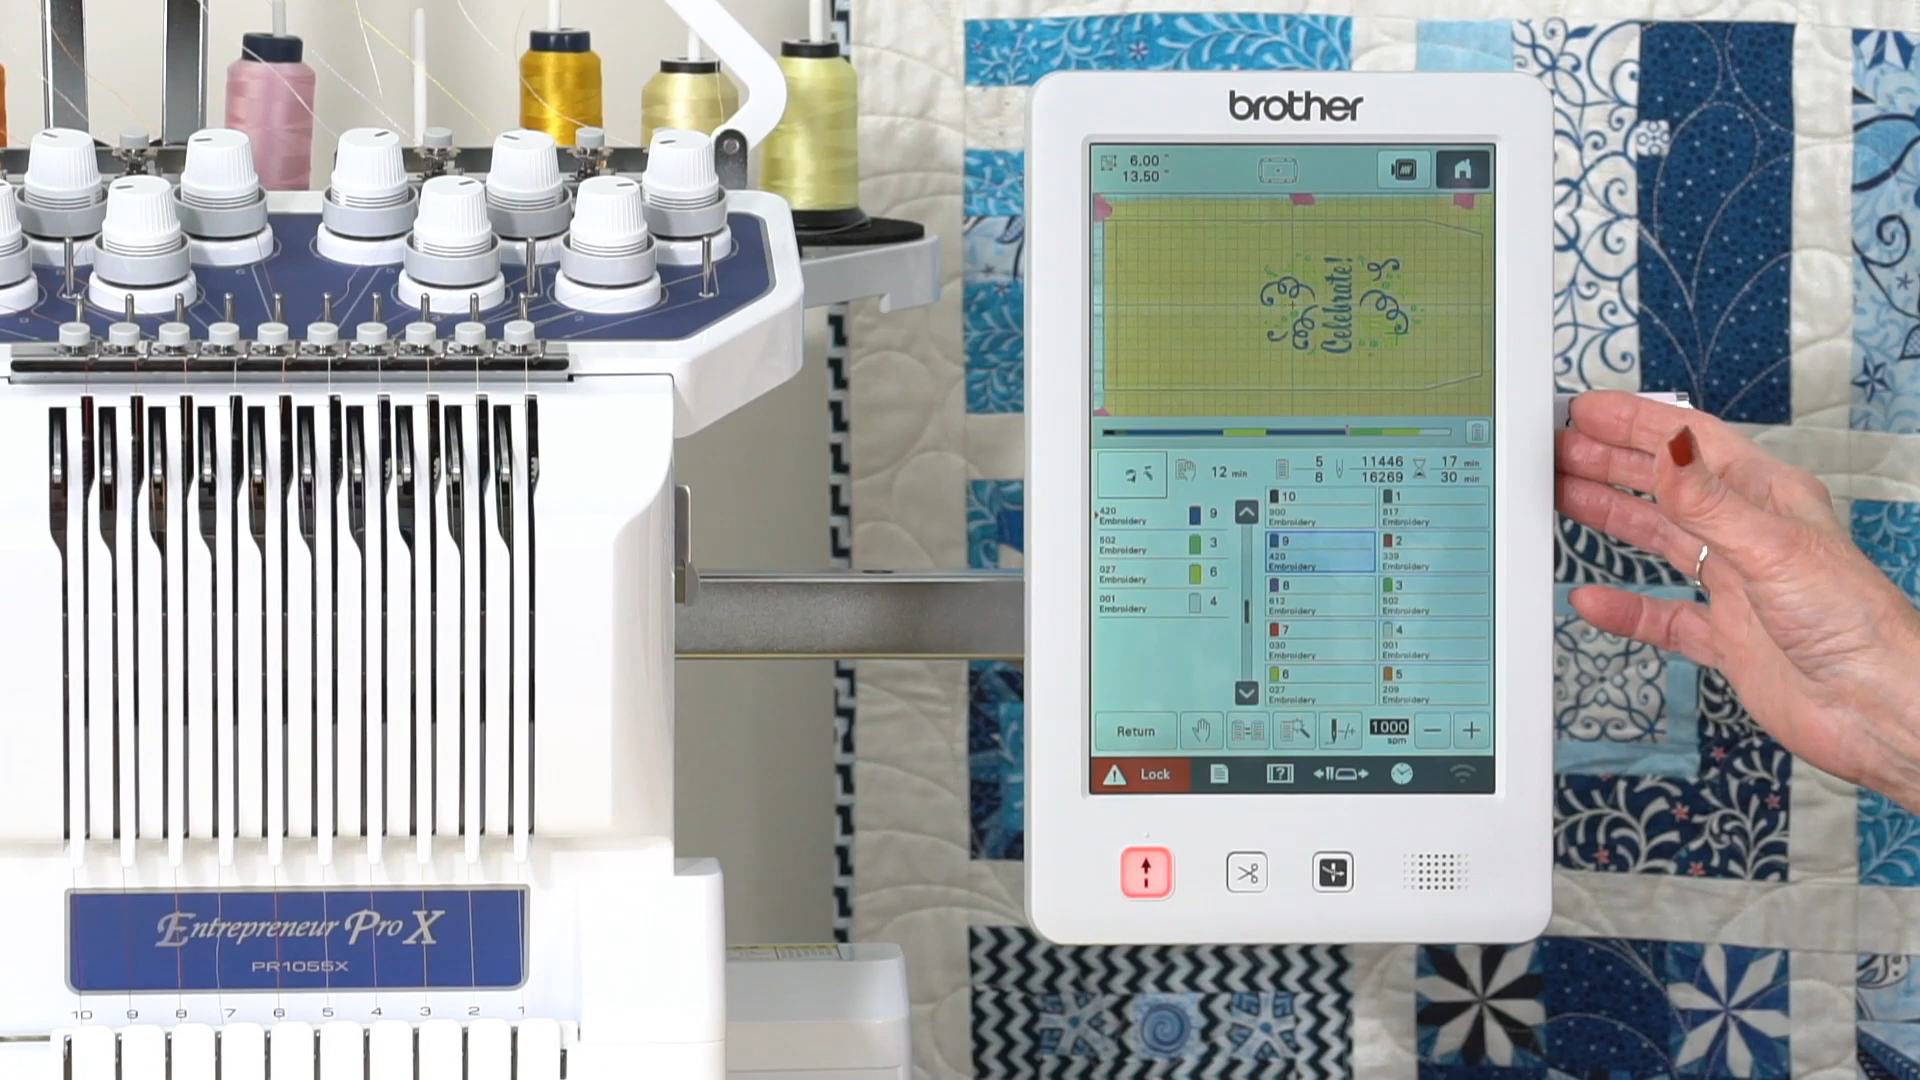 brother
6.00 "
13.50 "
Celebrate!
12 min
5
8
11446
16269
17 min
30 min
420
Embroidery
9
502
Embroidery
3
027
Embroidery
6
001
Embroidery
4
10
900
Embroidery
1
817
Embroidery
9
420
Embroidery
2
339
Embroidery
8
612
Embroidery
3
502
Embroidery
7
030
Embroidery
4
001
Embroidery
6
027
Embroidery
5
209
Embroidery
Return
-/+
1000
spm
− +
Lock
?
Entrepreneur Pro X
PR1055X
10 9 8 7 6 5 4 3 2 1